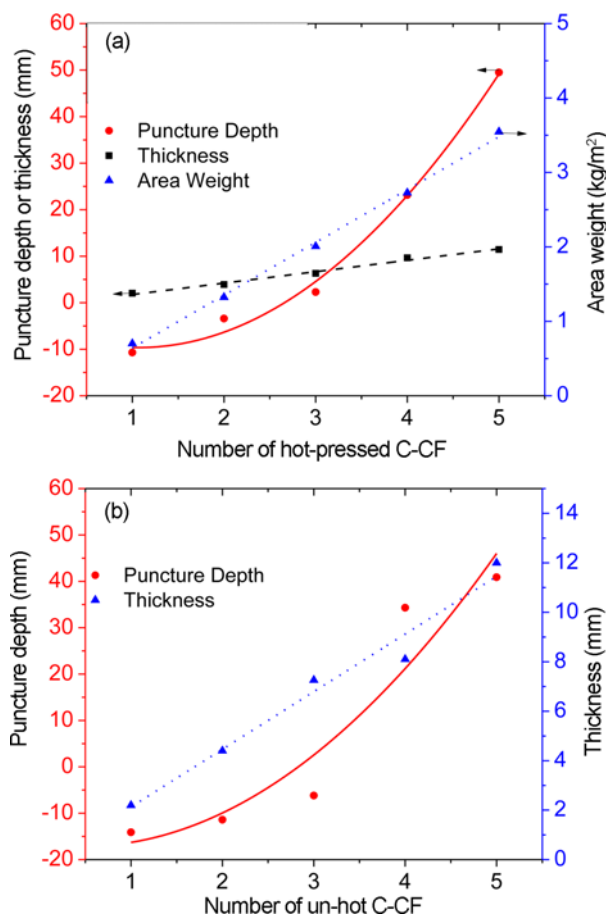 (a)
Puncture Depth
Thickness
Area Weight
Puncture depth or thickness (mm)
60
50
40
30
20
10
0
-10
-20
5
4
3
2
1
0
Area weight (kg/m²)
1 2 3 4 5
Number of hot-pressed C-CF
(b)
Puncture Depth
Thickness
Puncture depth (mm)
60
50
40
30
20
10
0
-10
-20
14
12
10
8
6
4
2
0
Thickness (mm)
1 2 3 4 5
Number of un-hot C-CF